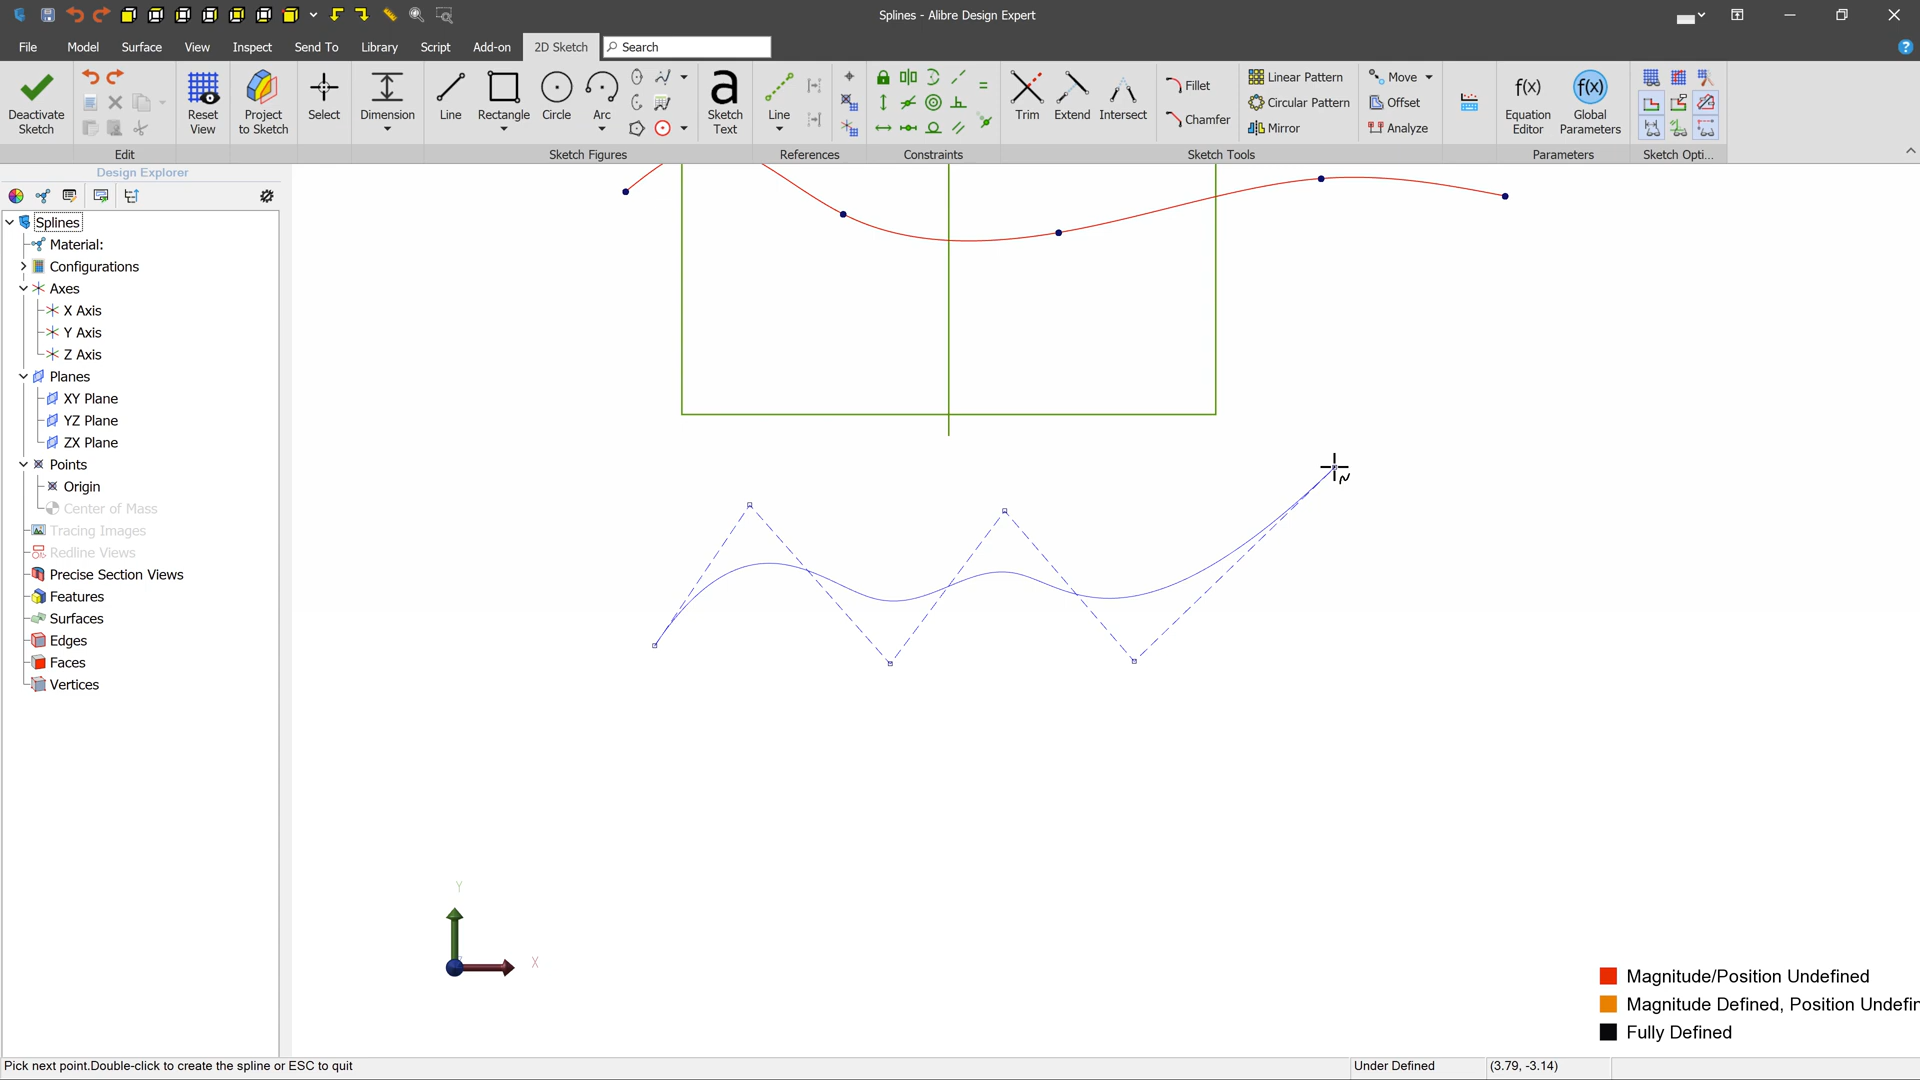 Splines - Alibre Design Expert
File Model Surface View Inspect Send To Library Script Add-on 2D Sketch Search
Deactivate Sketch
Reset View
Project to Sketch
Select
Dimension
Line
Rectangle
Circle
Arc
Sketch Text
Line
Trim
Extend
Intersect
Fillet
Chamfer
Linear Pattern
Circular Pattern
Mirror
Move
Offset
Analyze
f(x)
Equation Editor
f(x)
Global Parameters
Edit
Sketch Figures
References
Constraints
Sketch Tools
Parameters
Sketch Opti...
Design Explorer
Splines
Material:
Configurations
Axes
X Axis
Y Axis
Z Axis
Planes
XY Plane
YZ Plane
ZX Plane
Points
Origin
Center of Mass
Tracing Images
Redline Views
Precise Section Views
Features
Surfaces
Edges
Faces
Vertices
Y
X
Magnitude/Position Undefined
Magnitude Defined, Position Undefin
Fully Defined
Pick next point.Double-click to create the spline or ESC to quit
Under Defined
(3.79, -3.14)